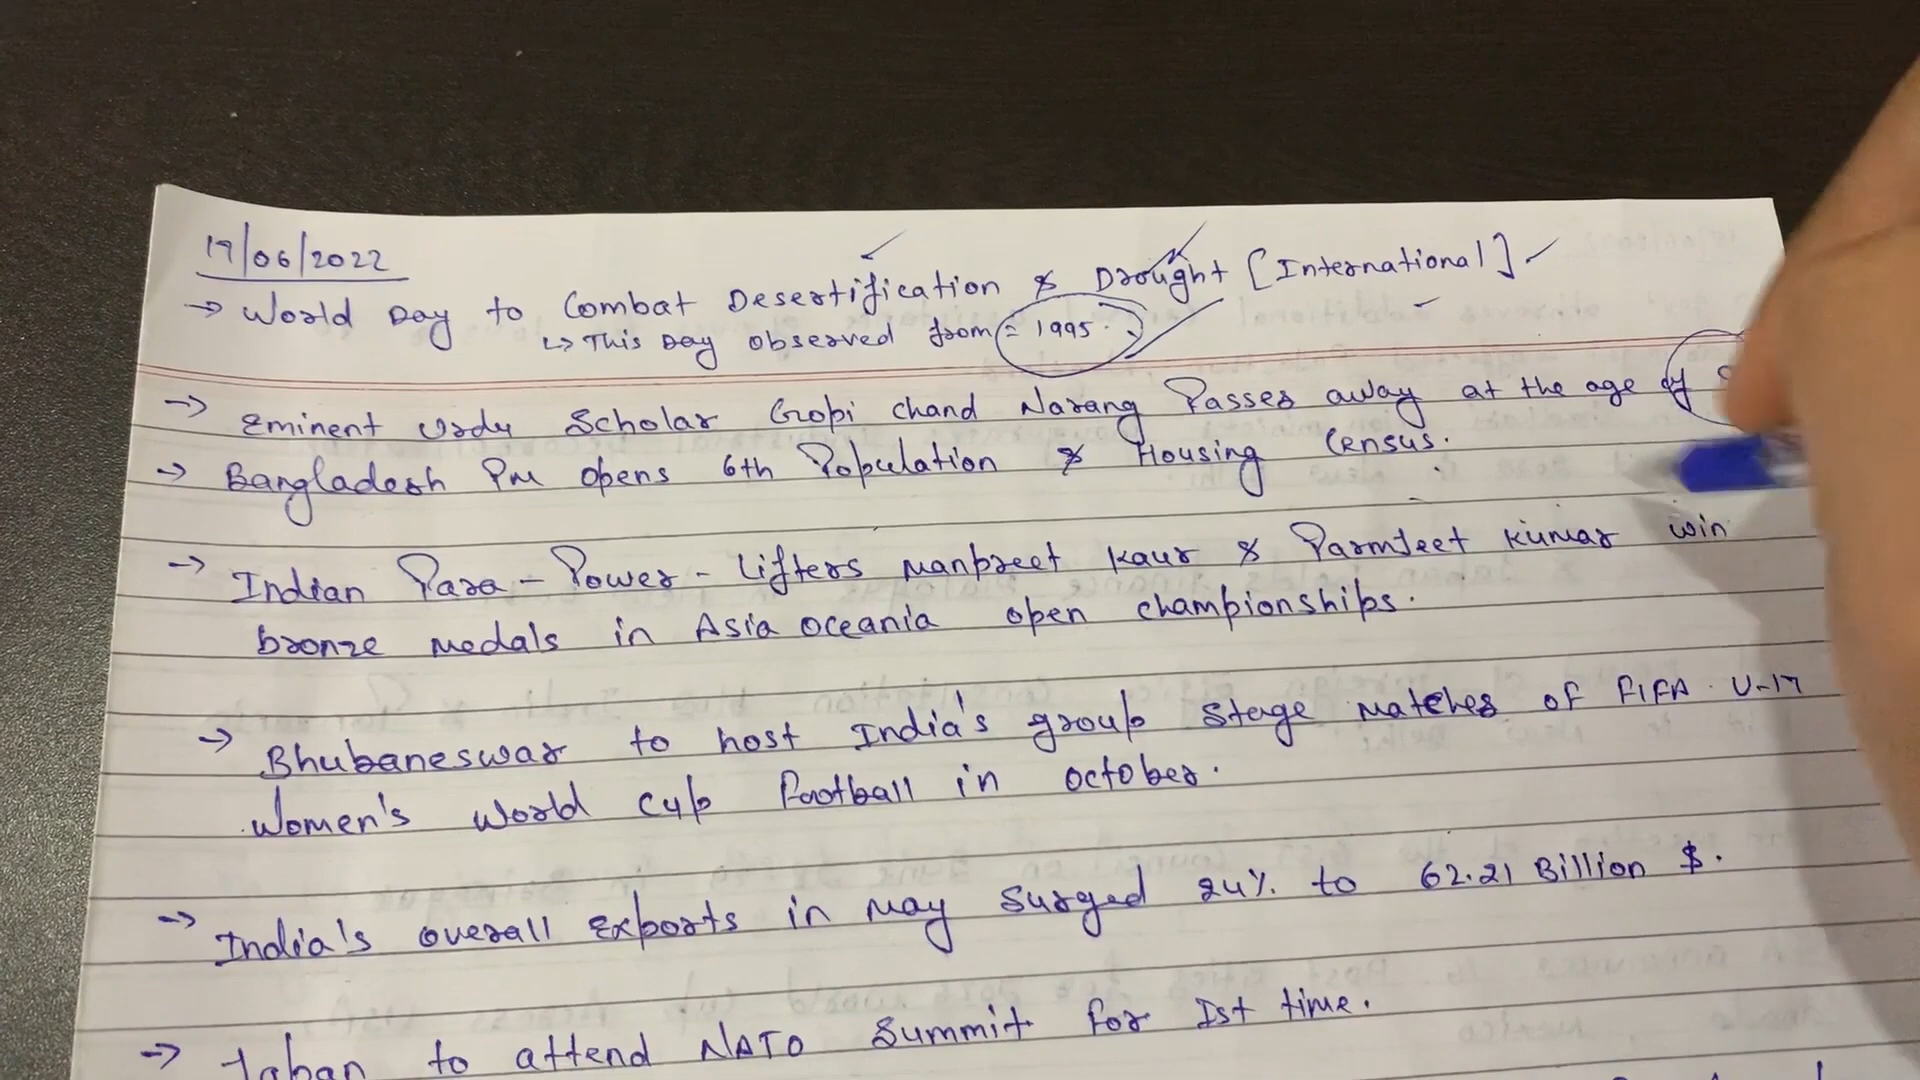 17/06/2022
→ World Day to Combat Desertification & Drought [International]
↳ This Day observed from = 1995.
→ Eminent Urdu Scholar Gopi chand Narang Passes away at the age of
→ Bangladesh PM opens 6th Population & Housing Census.
→ Indian Para-Power-Lifters Manpreet Kaur & Parmjeet Kumar win
bronze medals in Asia Oceania open championships.
→ Bhubaneswar to host India's group stage matches of FIFA U-17
Women's World Cup Football in October.
→ India's overall exports in May surged 24% to 62.21 Billion $.
→ Japan to attend NATO Summit for Ist time.